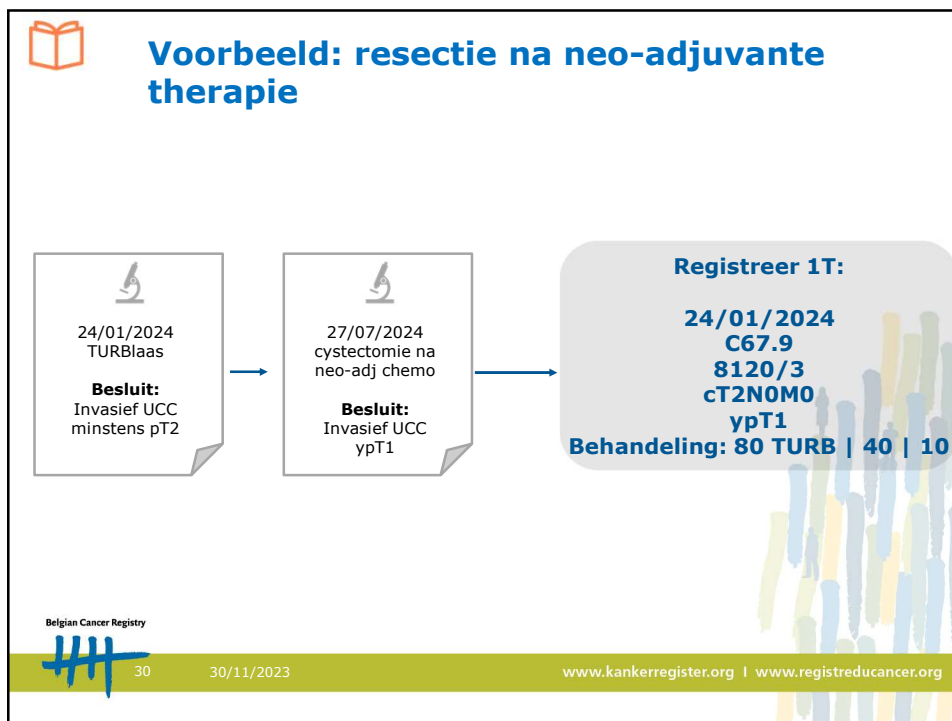 Voorbeeld: resectie na neo-adjuvante
therapie
24/01/2024
TURBlaas
Besluit:
Invasief UCC
minstens pT2
27/07/2024
cystectomie na
neo-adj chemo
Besluit:
Invasief UCC
ypT1
Registreer 1T:
24/01/2024
C67.9
8120/3
cT2N0M0
ypT1
Behandeling: 80 TURB | 40 | 10
Belgian Cancer Registry
30
30/11/2023
www.kankerregister.org I www.registreducancer.org